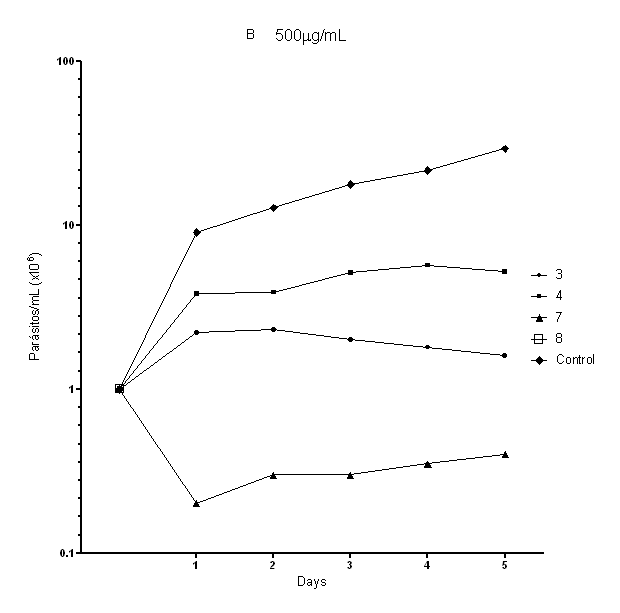 B 500µg/mL
100
10
1
0.1
Parásitos/mL (x10⁶)
1 2 3 4 5
Days
3
4
7
8
Control